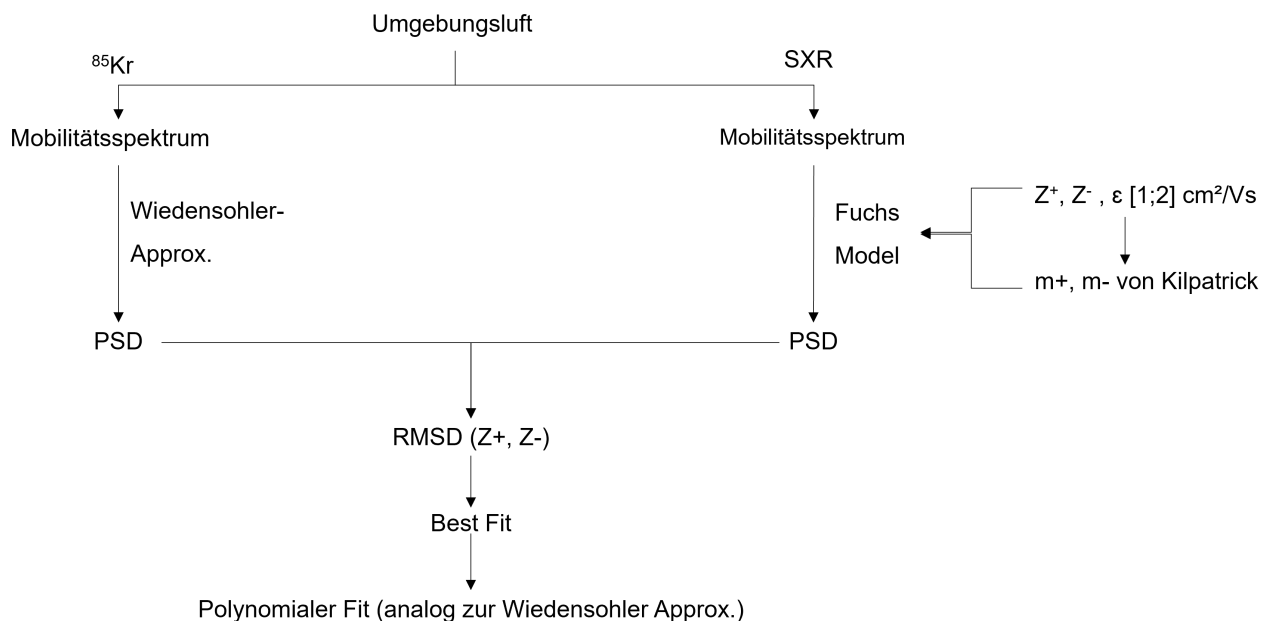 Umgebungsluft
⁸⁵Kr
SXR
Mobilitätsspektrum
Mobilitätsspektrum
Wiedensohler-
Approx.
Fuchs
Model
Z⁺, Z⁻ , ε [1;2] cm²/Vs
m+, m- von Kilpatrick
PSD
PSD
RMSD (Z+, Z-)
Best Fit
Polynomialer Fit (analog zur Wiedensohler Approx.)